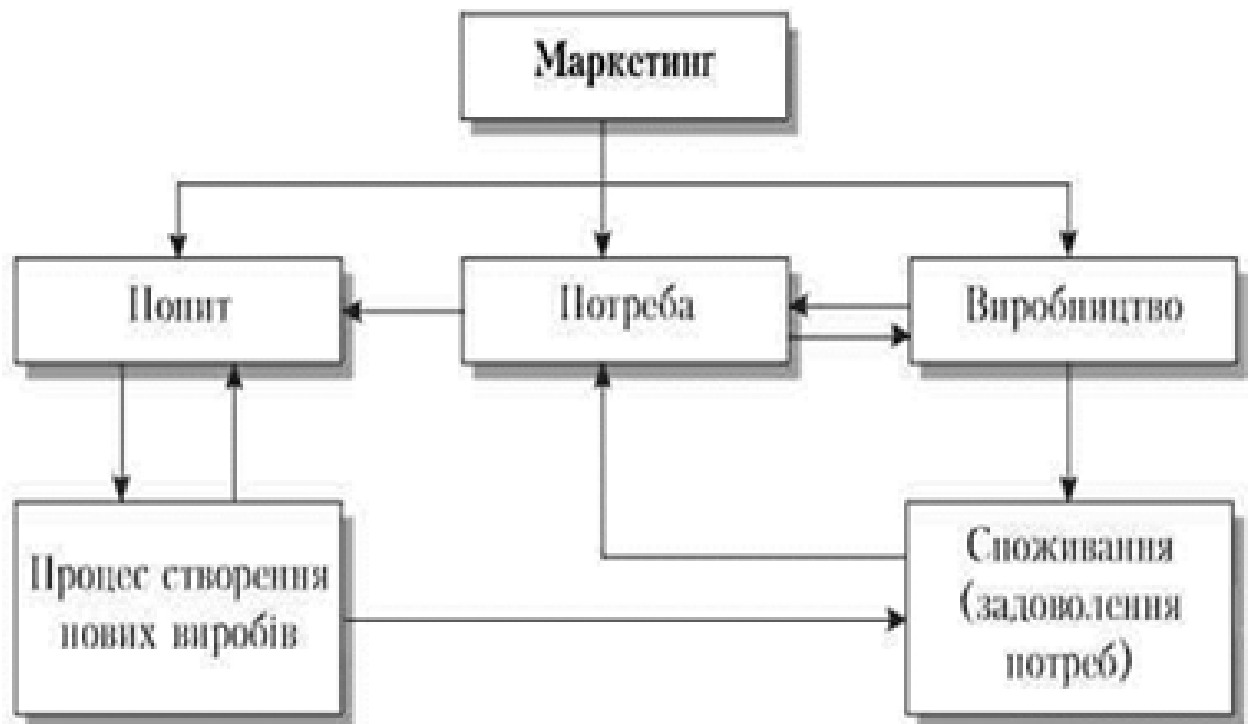 Маркетинг
Попит
Потреба
Виробництво
Процес створення
нових виробів
Споживання
(задоволення
потреб)